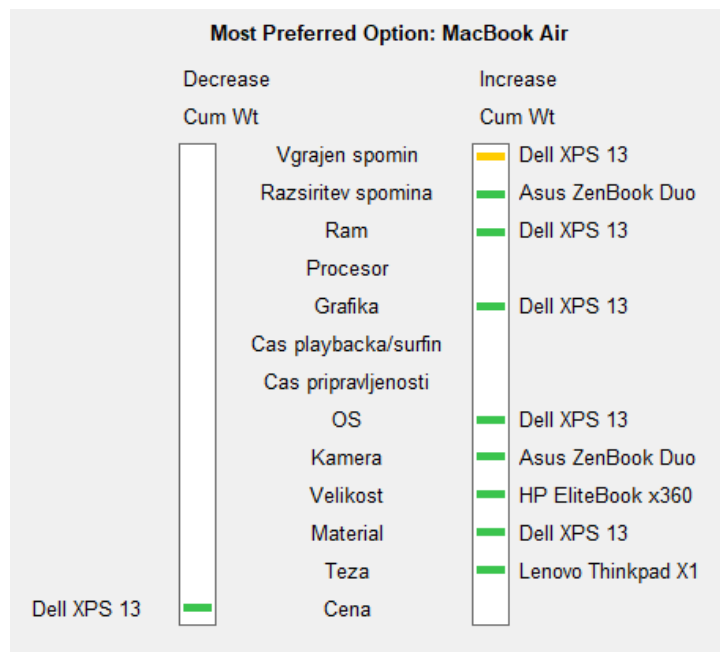 Most Preferred Option: MacBook Air
Decrease Increase
Cum Wt Cum Wt
Vgrajen spomin Dell XPS 13
Razsiritev spomina Asus ZenBook Duo
Ram Dell XPS 13
Procesor
Grafika Dell XPS 13
Cas playbacka/surfin
Cas pripravljenosti
OS Dell XPS 13
Kamera Asus ZenBook Duo
Velikost HP EliteBook x360
Material Dell XPS 13
Teza Lenovo Thinkpad X1
Dell XPS 13 Cena